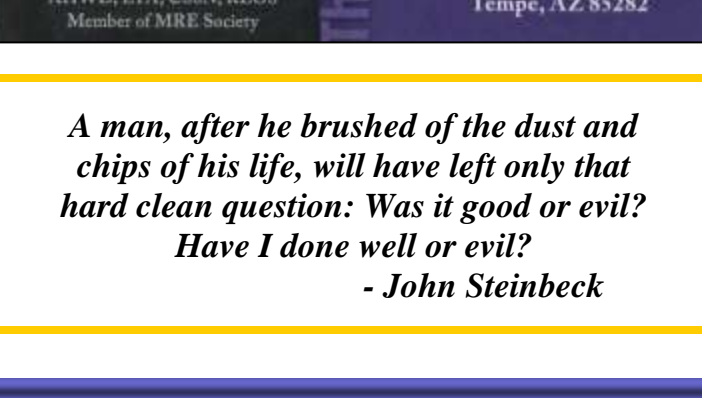 Member of MRE Society
Tempe, AZ 85282
A man, after he brushed of the dust and
chips of his life, will have left only that
hard clean question: Was it good or evil?
Have I done well or evil?
- John Steinbeck